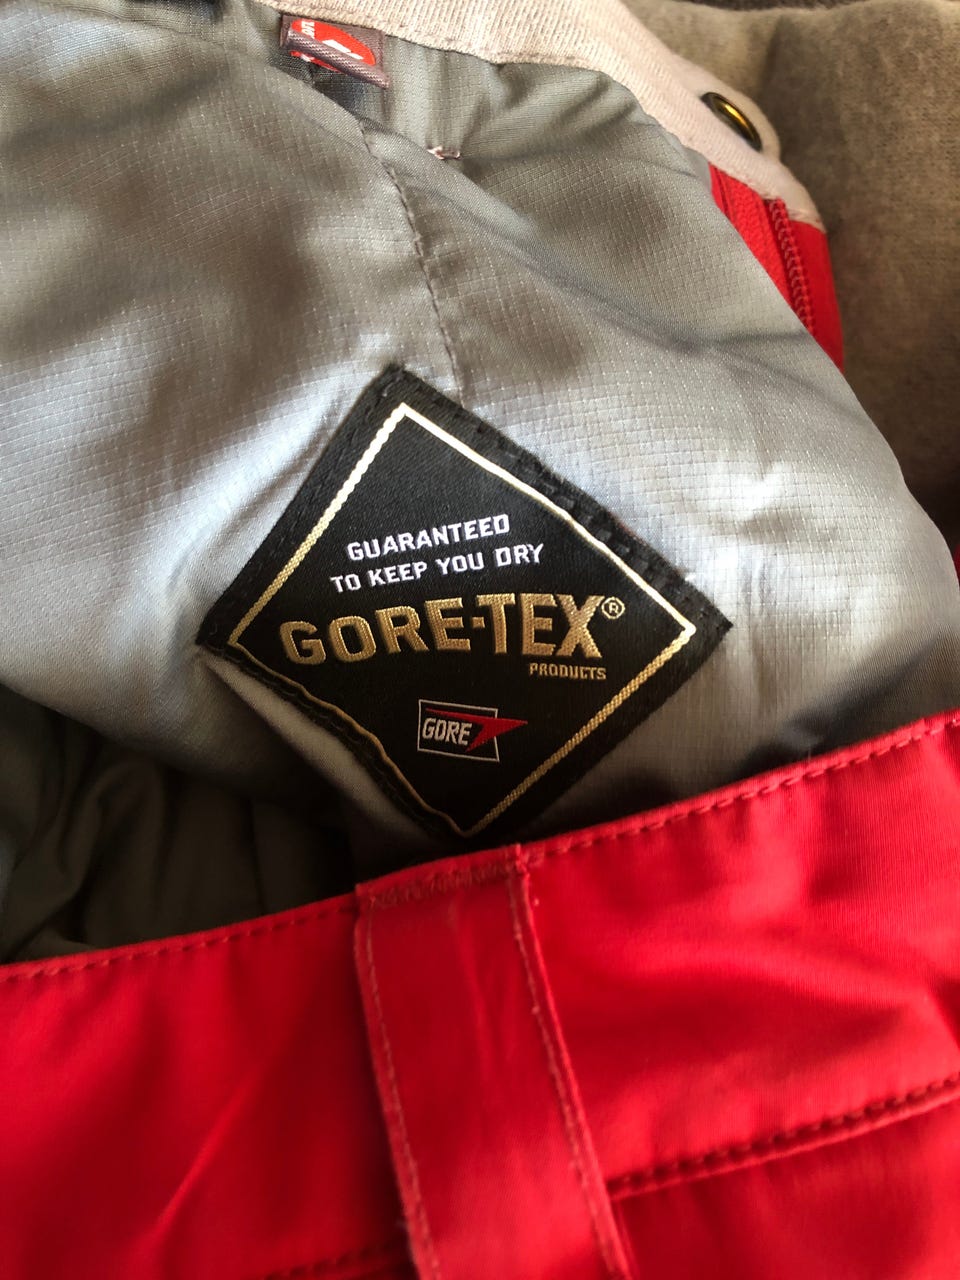 GUARANTEED
TO KEEP YOU DRY
GORE-TEX®
PRODUCTS
GORE